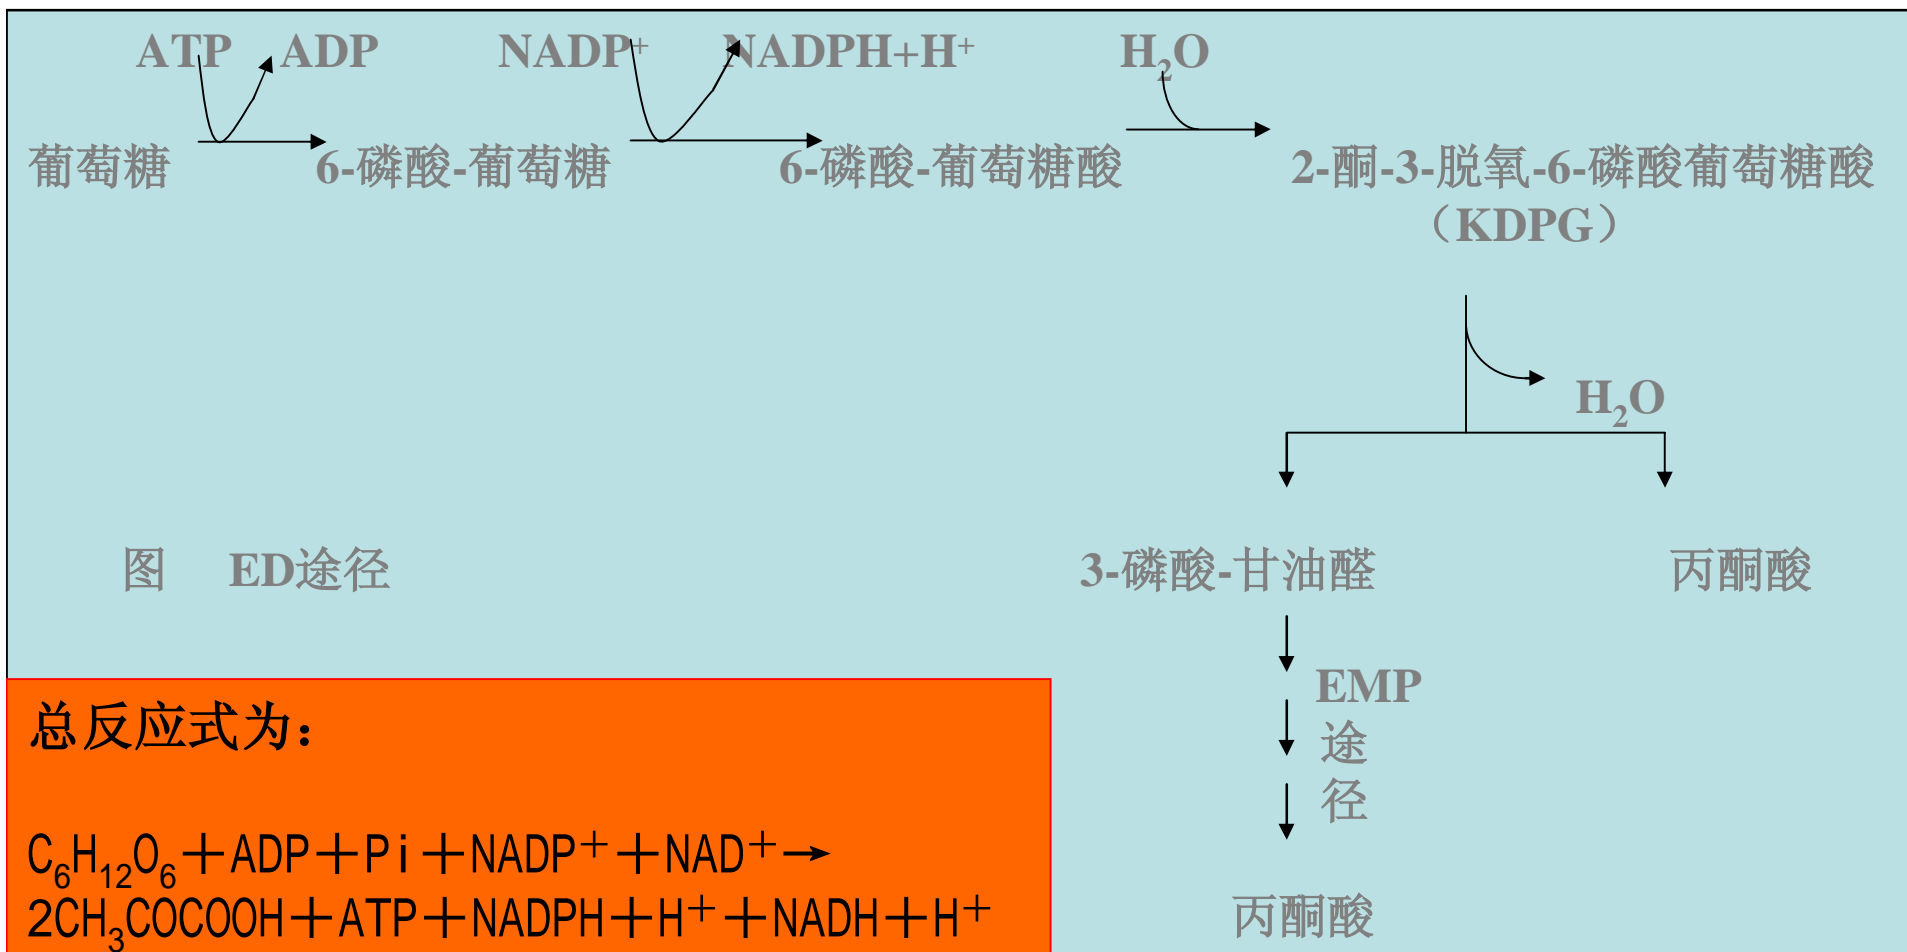 ATP ADP NADP⁺ NADPH+H⁺ H₂O
葡萄糖 6-磷酸-葡萄糖 6-磷酸-葡萄糖酸 2-酮-3-脱氧-6-磷酸葡萄糖酸
（KDPG）
H₂O
图 ED途径 3-磷酸-甘油醛 丙酮酸
EMP
途
径
丙酮酸
总反应式为：
C₆H₁₂O₆＋ADP＋Pi＋NADP⁺＋NAD⁺→
2CH₃COCOOH＋ATP＋NADPH＋H⁺＋NADH＋H⁺